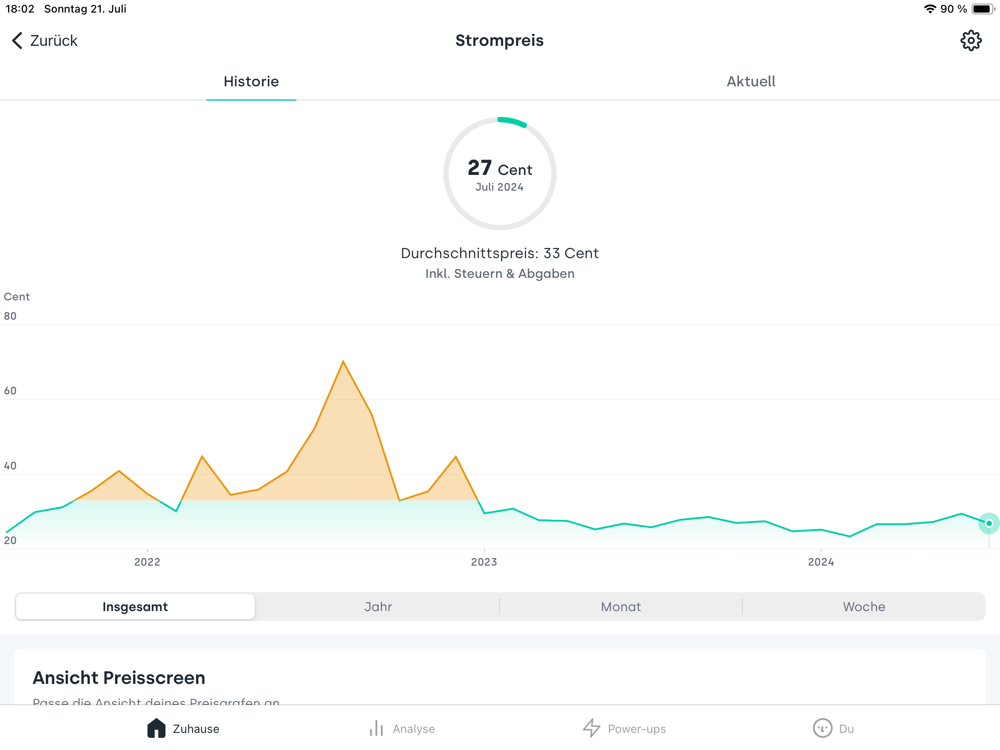 18:02 Sonntag 21. Juli 90 %
Zurück Strompreis
Historie Aktuell
27 Cent
Juli 2024
Durchschnittspreis: 33 Cent
Inkl. Steuern & Abgaben
Cent
80
60
40
20
2022 2023 2024
Insgesamt Jahr Monat Woche
Ansicht Preisscreen
Passe die Ansicht deines Preisgrafen an
Zuhause Analyse Power-ups Du